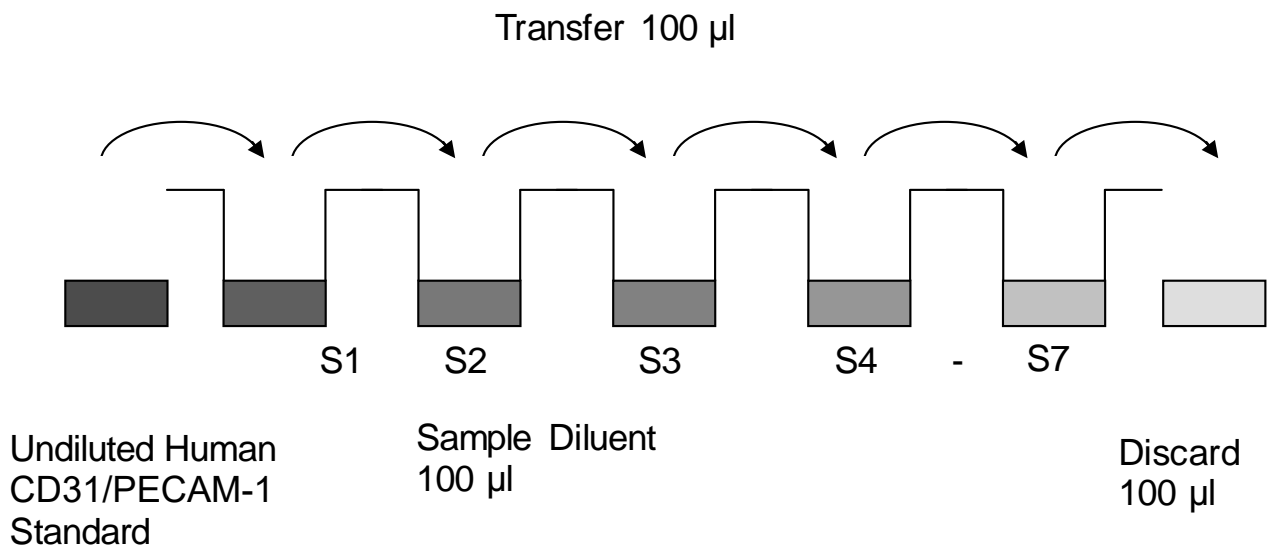 Transfer 100 µl
S1 S2 S3 S4 - S7
Undiluted Human
CD31/PECAM-1
Standard
Sample Diluent
100 µl
Discard
100 µl